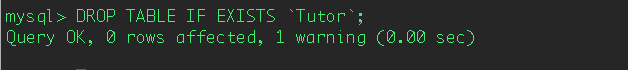 mysql> DROP TABLE IF EXISTS `Tutor`;
Query OK, 0 rows affected, 1 warning (0.00 sec)